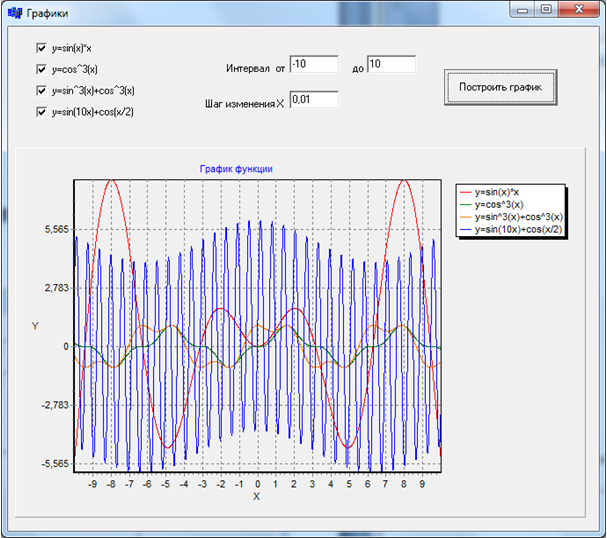 Графики
y=sin(x)*x
y=cos^3(x)
y=sin^3(x)+cos^3(x)
y=sin(10x)+cos(x/2)
Интервал от -10 до 10
Шаг изменения X 0,01
Построить график
График функции
y=sin(x)*x
y=cos^3(x)
y=sin^3(x)+cos^3(x)
y=sin(10x)+cos(x/2)
5,565
2,783
Y
0
-2,783
-5,565
-9 -8 -7 -6 -5 -4 -3 -2 -1 0 1 2 3 4 5 6 7 8 9
X